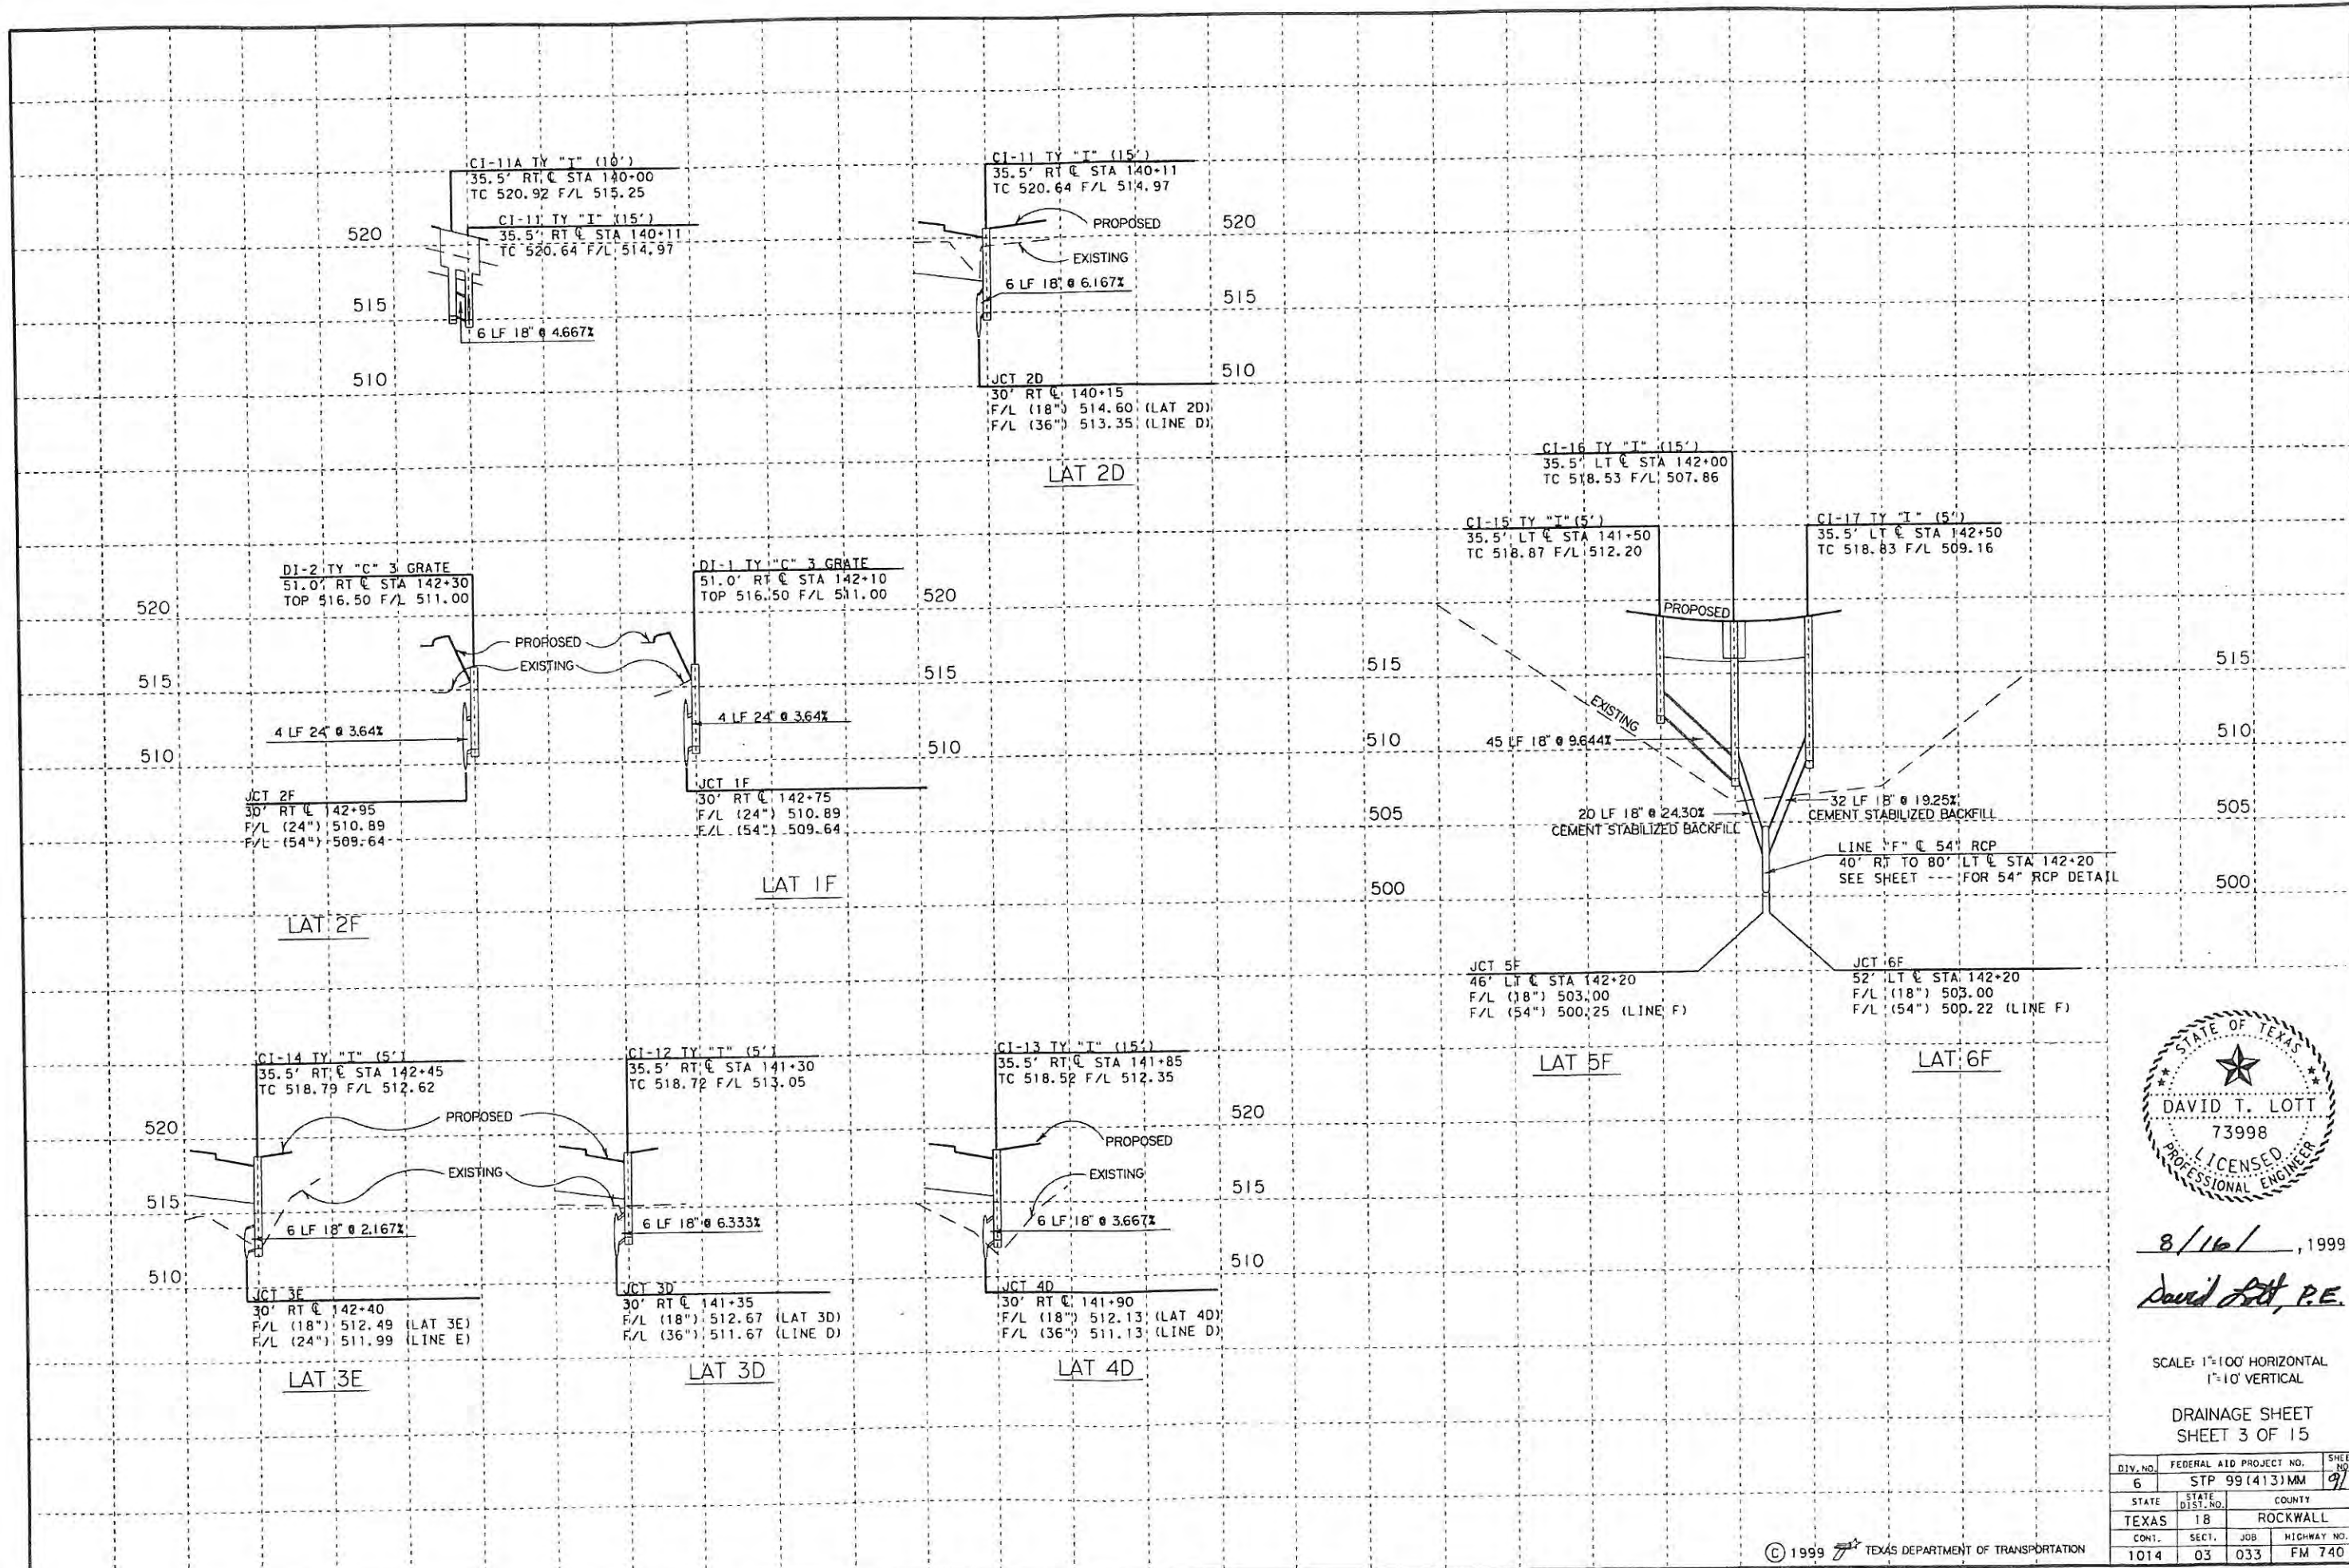 CI-11A TY "I" (10')
35.5' RT ℄ STA 140+00
TC 520.92 F/L 515.25
CI-11 TY "I" (15')
35.5' RT ℄ STA 140+11
TC 520.64 F/L 514.97
520
515
510
6 LF 18" @ 4.667%
CI-11 TY "I" (15')
35.5' RT ℄ STA 140+11
TC 520.64 F/L 514.97
PROPOSED
EXISTING
520
515
510
6 LF 18" @ 6.167%
JCT 2D
30' RT ℄ 140+15
F/L (18") 514.60 (LAT 2D)
F/L (36") 513.35 (LINE D)
LAT 2D
DI-2 TY "C" 3 GRATE
51.0' RT ℄ STA 142+30
TOP 516.50 F/L 511.00
520
515
510
PROPOSED
EXISTING
4 LF 24" @ 3.64%
JCT 2F
30' RT ℄ 142+95
F/L (24") 510.89
F/L (54") 509.64
LAT 2F
DI-1 TY "C" 3 GRATE
51.0' RT ℄ STA 142+10
TOP 516.50 F/L 511.00
520
515
510
4 LF 24" @ 3.64%
JCT 1F
30' RT ℄ 142+75
F/L (24") 510.89
F/L (54") 509.64
LAT 1F
CI-16 TY "I" (15')
35.5' LT ℄ STA 142+00
TC 518.53 F/L 507.86
CI-15 TY "I" (5')
35.5' LT ℄ STA 141+50
TC 518.87 F/L 512.20
CI-17 TY "I" (5')
35.5' LT ℄ STA 142+50
TC 518.83 F/L 509.16
PROPOSED
EXISTING
515
510
505
500
515
510
505
500
45 LF 18" @ 9.644%
20 LF 18" @ 24.30%
CEMENT STABILIZED BACKFILL
32 LF 18" @ 19.25%
CEMENT STABILIZED BACKFILL
LINE "F" ℄ 54" RCP
40' RT TO 80' LT ℄ STA 142+20
SEE SHEET --- FOR 54" RCP DETAIL
JCT 5F
46' LT ℄ STA 142+20
F/L (18") 503.00
F/L (54") 500.25 (LINE F)
LAT 5F
JCT 6F
52' LT ℄ STA 142+20
F/L (18") 503.00
F/L (54") 500.22 (LINE F)
LAT 6F
CI-14 TY "I" (5')
35.5' RT ℄ STA 142+45
TC 518.79 F/L 512.62
520
515
510
PROPOSED
EXISTING
6 LF 18" @ 2.167%
JCT 3E
30' RT ℄ 142+40
F/L (18") 512.49 (LAT 3E)
F/L (24") 511.99 (LINE E)
LAT 3E
CI-12 TY "I" (5')
35.5' RT ℄ STA 141+30
TC 518.72 F/L 513.05
6 LF 18" @ 6.333%
JCT 3D
30' RT ℄ 141+35
F/L (18") 512.67 (LAT 3D)
F/L (36") 511.67 (LINE D)
LAT 3D
CI-13 TY "I" (15')
35.5' RT ℄ STA 141+85
TC 518.52 F/L 512.35
520
515
510
PROPOSED
EXISTING
6 LF 18" @ 3.667%
JCT 4D
30' RT ℄ 141+90
F/L (18") 512.13 (LAT 4D)
F/L (36") 511.13 (LINE D)
LAT 4D
STATE OF TEXAS
DAVID T. LOTT
73998
LICENSED
PROFESSIONAL ENGINEER
8/16/ , 1999
David Lott, P.E.
SCALE: 1"=100' HORIZONTAL
1"=10' VERTICAL
DRAINAGE SHEET
SHEET 3 OF 15
DIV. NO. FEDERAL AID PROJECT NO.
6 STP 99(413)MM 91
STATE STATE DIST. NO. COUNTY
TEXAS 18 ROCKWALL
CONT. SECT. JOB HIGHWAY NO.
1014 03 033 FM 740
© 1999 TEXAS DEPARTMENT OF TRANSPORTATION